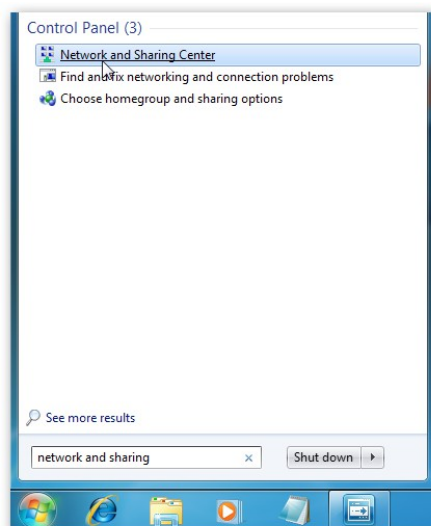 Control Panel (3)
Network and Sharing Center
Find and fix networking and connection problems
Choose homegroup and sharing options
See more results
network and sharing
Shut down